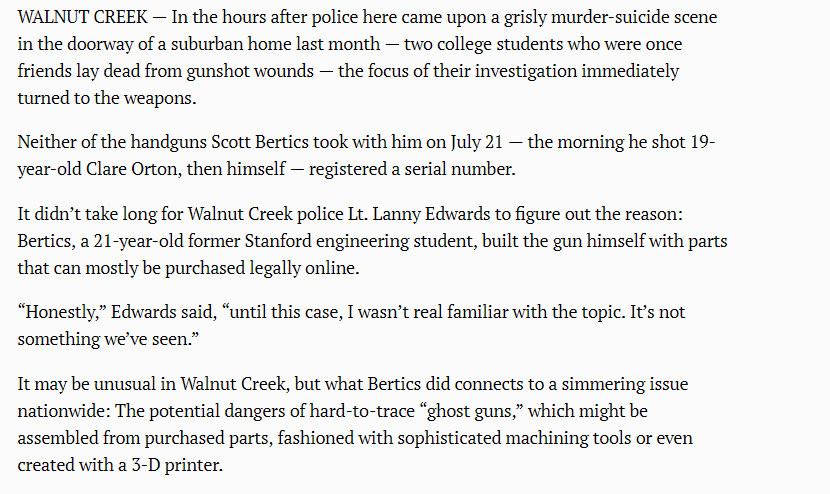 WALNUT CREEK — In the hours after police here came upon a grisly murder-suicide scene
in the doorway of a suburban home last month — two college students who were once
friends lay dead from gunshot wounds — the focus of their investigation immediately
turned to the weapons.
Neither of the handguns Scott Bertics took with him on July 21 — the morning he shot 19-
year-old Clare Orton, then himself — registered a serial number.
It didn’t take long for Walnut Creek police Lt. Lanny Edwards to figure out the reason:
Bertics, a 21-year-old former Stanford engineering student, built the gun himself with parts
that can mostly be purchased legally online.
“Honestly,” Edwards said, “until this case, I wasn’t real familiar with the topic. It’s not
something we’ve seen.”
It may be unusual in Walnut Creek, but what Bertics did connects to a simmering issue
nationwide: The potential dangers of hard-to-trace “ghost guns,” which might be
assembled from purchased parts, fashioned with sophisticated machining tools or even
created with a 3-D printer.